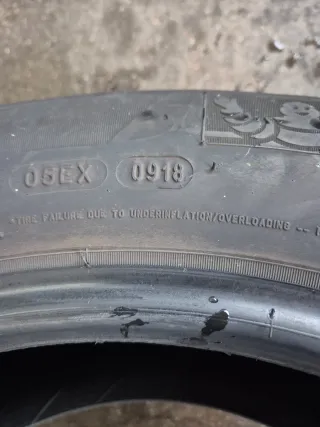 05EX 0918
*TIRE FAILURE DUE TO UNDERINFLATION/OVERLOADING --